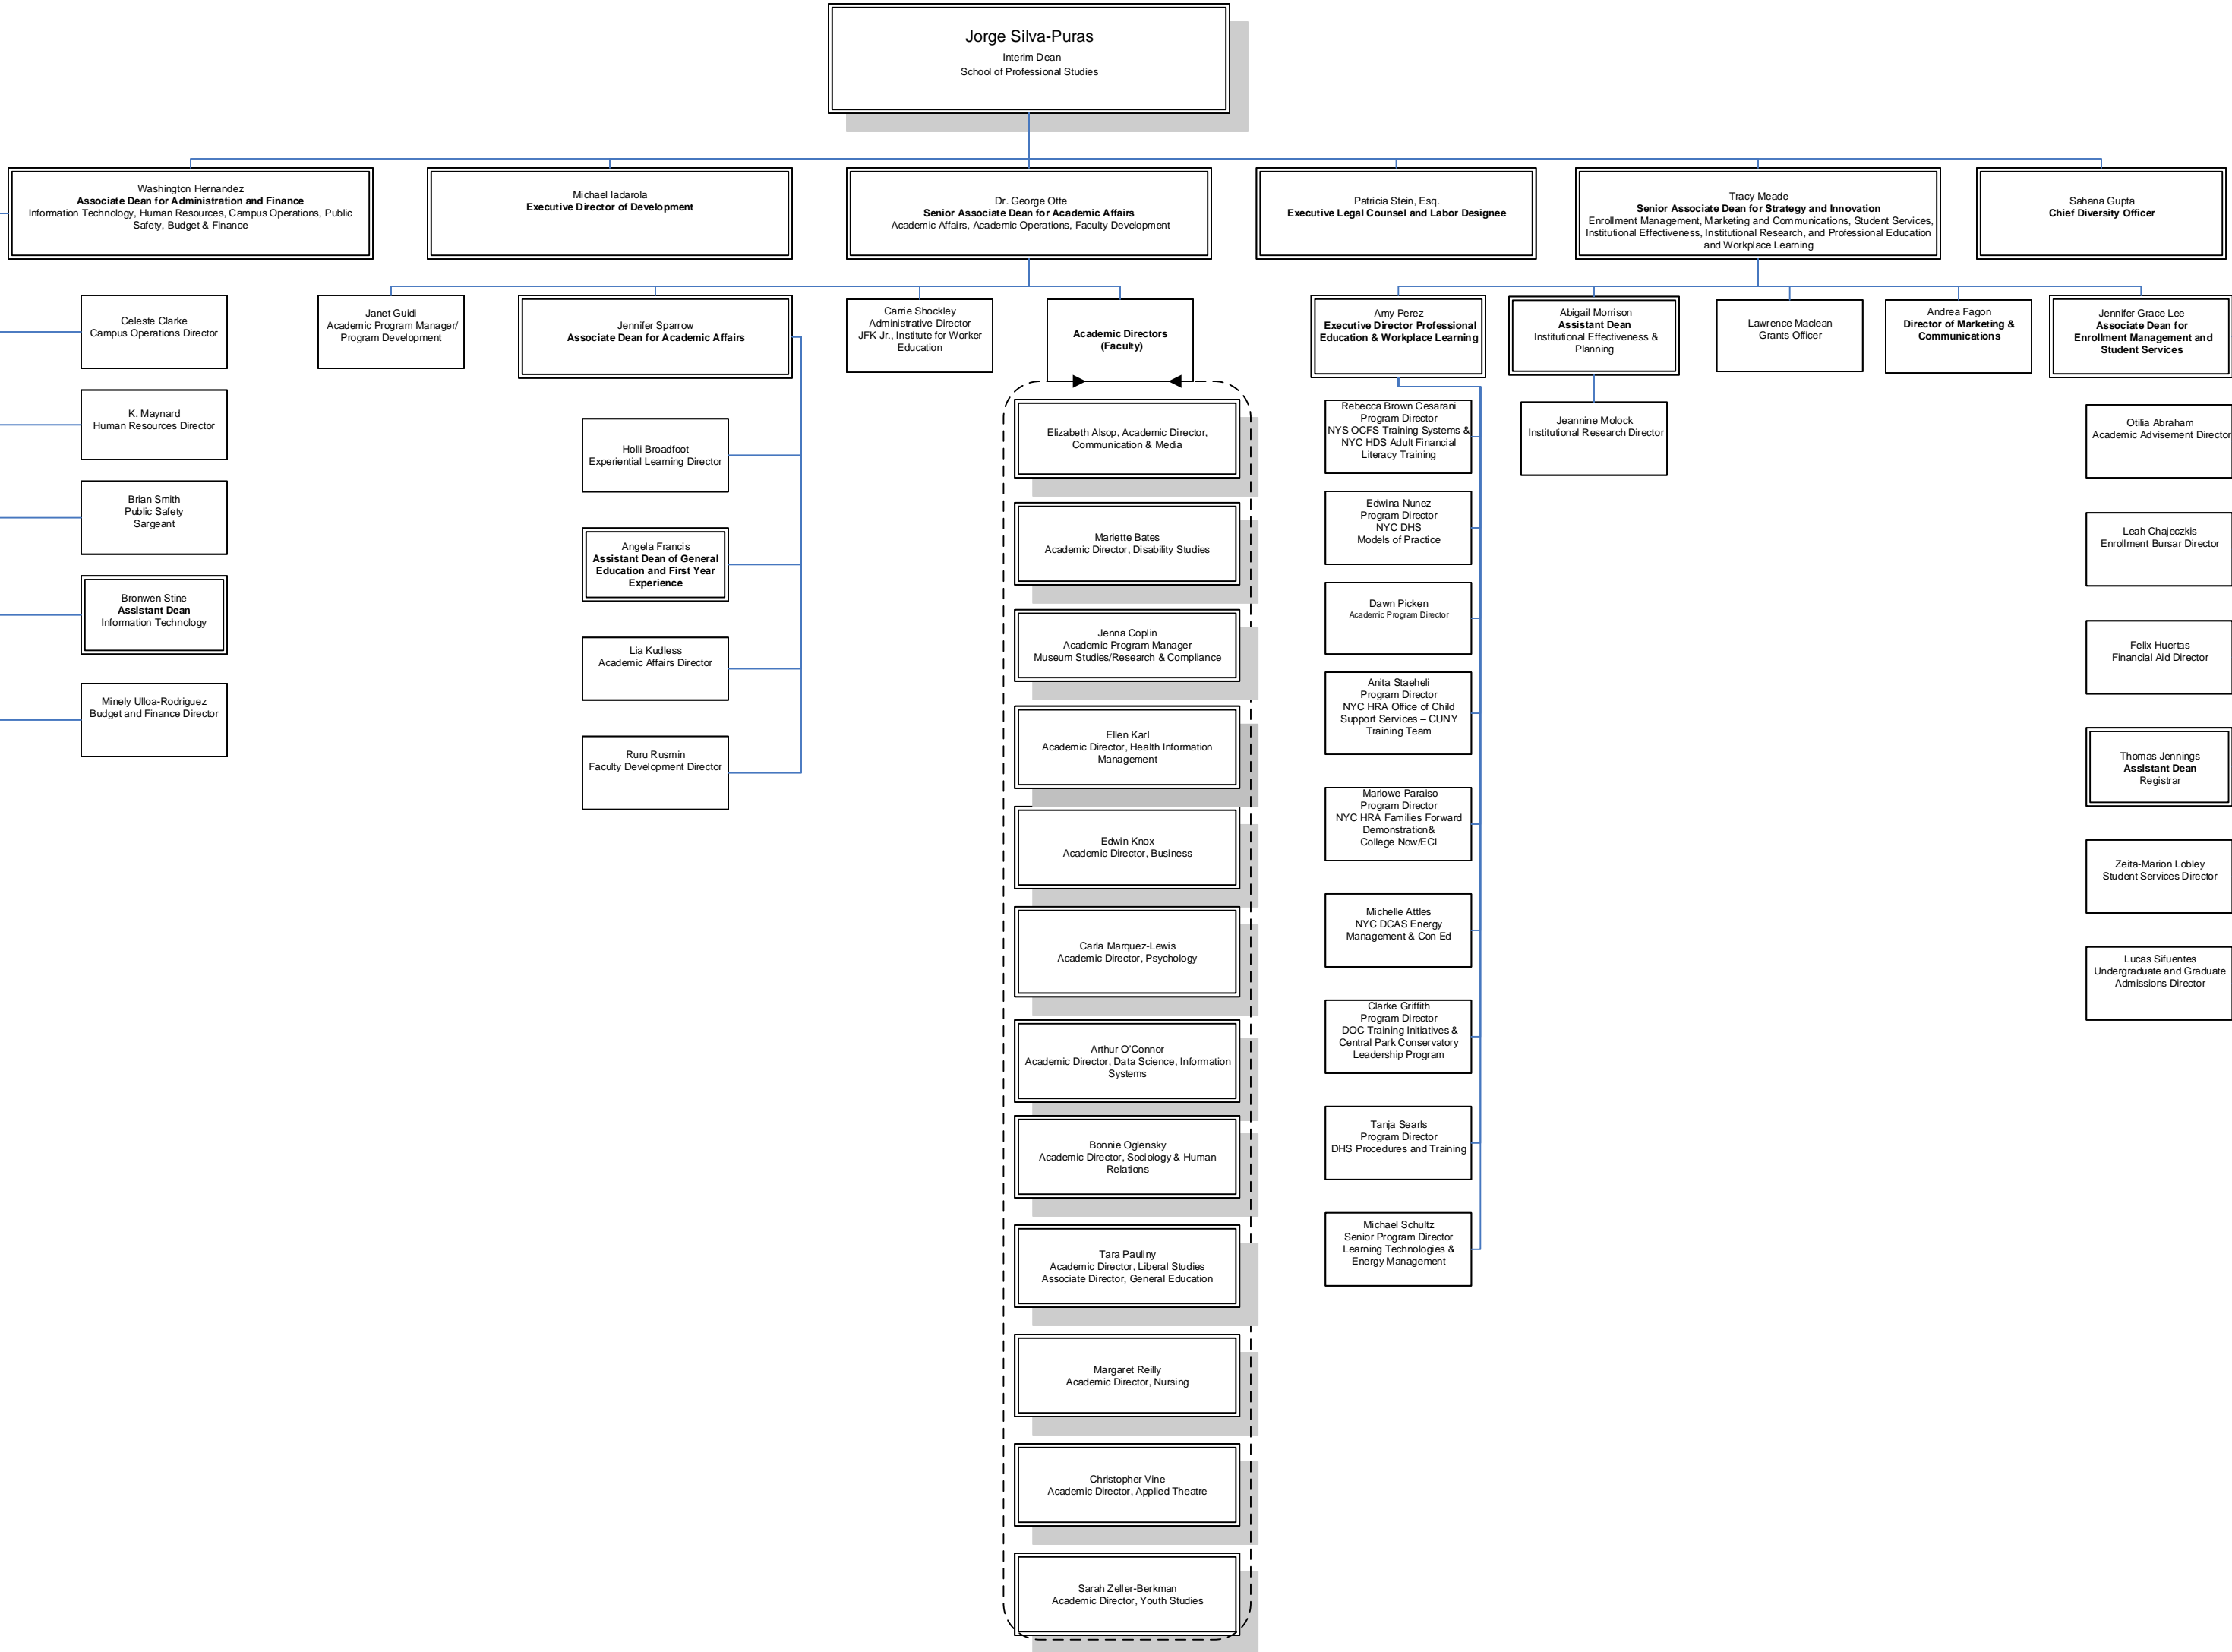 Jorge Silva-Puras
Interim Dean
School of Professional Studies
Washington Hernandez
Associate Dean for Administration and Finance
Information Technology, Human Resources, Campus Operations, Public
Safety, Budget & Finance
Michael Iadarola
Executive Director of Development
Dr. George Otte
Senior Associate Dean for Academic Affairs
Academic Affairs, Academic Operations, Faculty Development
Patricia Stein, Esq.
Executive Legal Counsel and Labor Designee
Tracy Meade
Senior Associate Dean for Strategy and Innovation
Enrollment Management, Marketing and Communications, Student Services,
Institutional Effectiveness, Institutional Research, and Professional Education
and Workplace Learning
Sahana Gupta
Chief Diversity Officer
Celeste Clarke
Campus Operations Director
K. Maynard
Human Resources Director
Brian Smith
Public Safety
Sargeant
Bronwen Stine
Assistant Dean
Information Technology
Minely Ulloa-Rodriguez
Budget and Finance Director
Janet Guidi
Academic Program Manager/
Program Development
Jennifer Sparrow
Associate Dean for Academic Affairs
Holli Broadfoot
Experiential Learning Director
Angela Francis
Assistant Dean of General
Education and First Year
Experience
Lia Kudless
Academic Affairs Director
Ruru Rusmin
Faculty Development Director
Carrie Shockley
Administrative Director
JFK Jr., Institute for Worker
Education
Academic Directors
(Faculty)
Elizabeth Alsop, Academic Director,
Communication & Media
Mariette Bates
Academic Director, Disability Studies
Jenna Coplin
Academic Program Manager
Museum Studies/Research & Compliance
Ellen Karl
Academic Director, Health Information
Management
Edwin Knox
Academic Director, Business
Carla Marquez-Lewis
Academic Director, Psychology
Arthur O'Connor
Academic Director, Data Science, Information
Systems
Bonnie Oglensky
Academic Director, Sociology & Human
Relations
Tara Pauliny
Academic Director, Liberal Studies
Associate Director, General Education
Margaret Reilly
Academic Director, Nursing
Christopher Vine
Academic Director, Applied Theatre
Sarah Zeller-Berkman
Academic Director, Youth Studies
Amy Perez
Executive Director Professional
Education & Workplace Learning
Rebecca Brown Cesarani
Program Director
NYS OCFS Training Systems &
NYC HDS Adult Financial
Literacy Training
Edwina Nunez
Program Director
NYC DHS
Models of Practice
Dawn Picken
Academic Program Director
Anita Staeheli
Program Director
NYC HRA Office of Child
Support Services – CUNY
Training Team
Marlowe Paraiso
Program Director
NYC HRA Families Forward
Demonstration&
College Now/ECI
Michelle Attles
NYC DCAS Energy
Management & Con Ed
Clarke Griffith
Program Director
DOC Training Initiatives &
Central Park Conservatory
Leadership Program
Tanja Searls
Program Director
DHS Procedures and Training
Michael Schultz
Senior Program Director
Learning Technologies &
Energy Management
Abigail Morrison
Assistant Dean
Institutional Effectiveness &
Planning
Jeannine Molock
Institutional Research Director
Lawrence Maclean
Grants Officer
Andrea Fagon
Director of Marketing &
Communications
Jennifer Grace Lee
Associate Dean for
Enrollment Management and
Student Services
Otilia Abraham
Academic Advisement Director
Leah Chajeczkis
Enrollment Bursar Director
Felix Huertas
Financial Aid Director
Thomas Jennings
Assistant Dean
Registrar
Zeita-Marion Lobley
Student Services Director
Lucas Sifuentes
Undergraduate and Graduate
Admissions Director